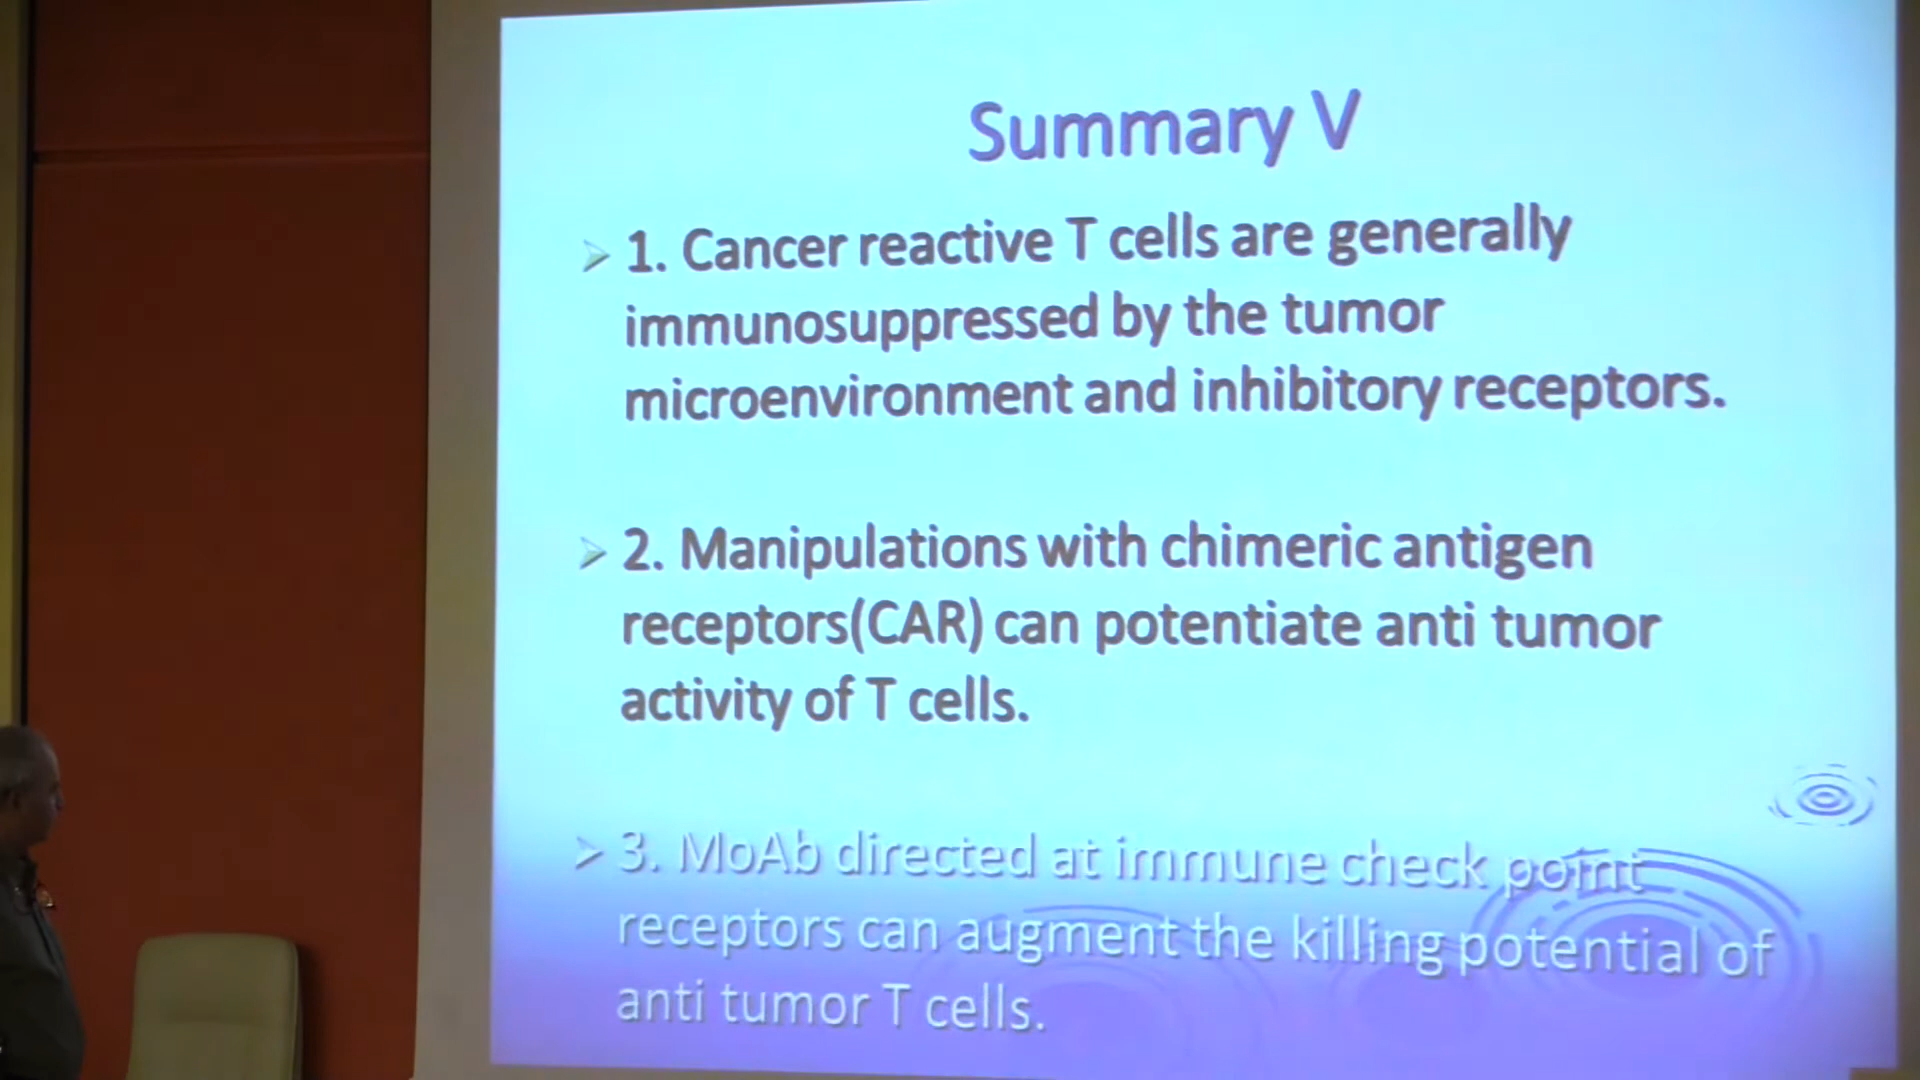 Summary V
1. Cancer reactive T cells are generally
immunosuppressed by the tumor
microenvironment and inhibitory receptors.
2. Manipulations with chimeric antigen
receptors(CAR) can potentiate anti tumor
activity of T cells.
3. MoAb directed at immune check point
receptors can augment the killing potential of
anti tumor T cells.